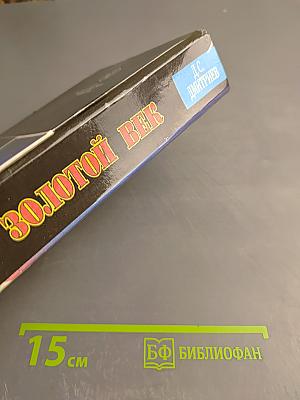 Д.С.
ДМИТРИЕВ
ЗОЛОТОЙ ВЕК
15 см
БФ БИБЛИОФАН